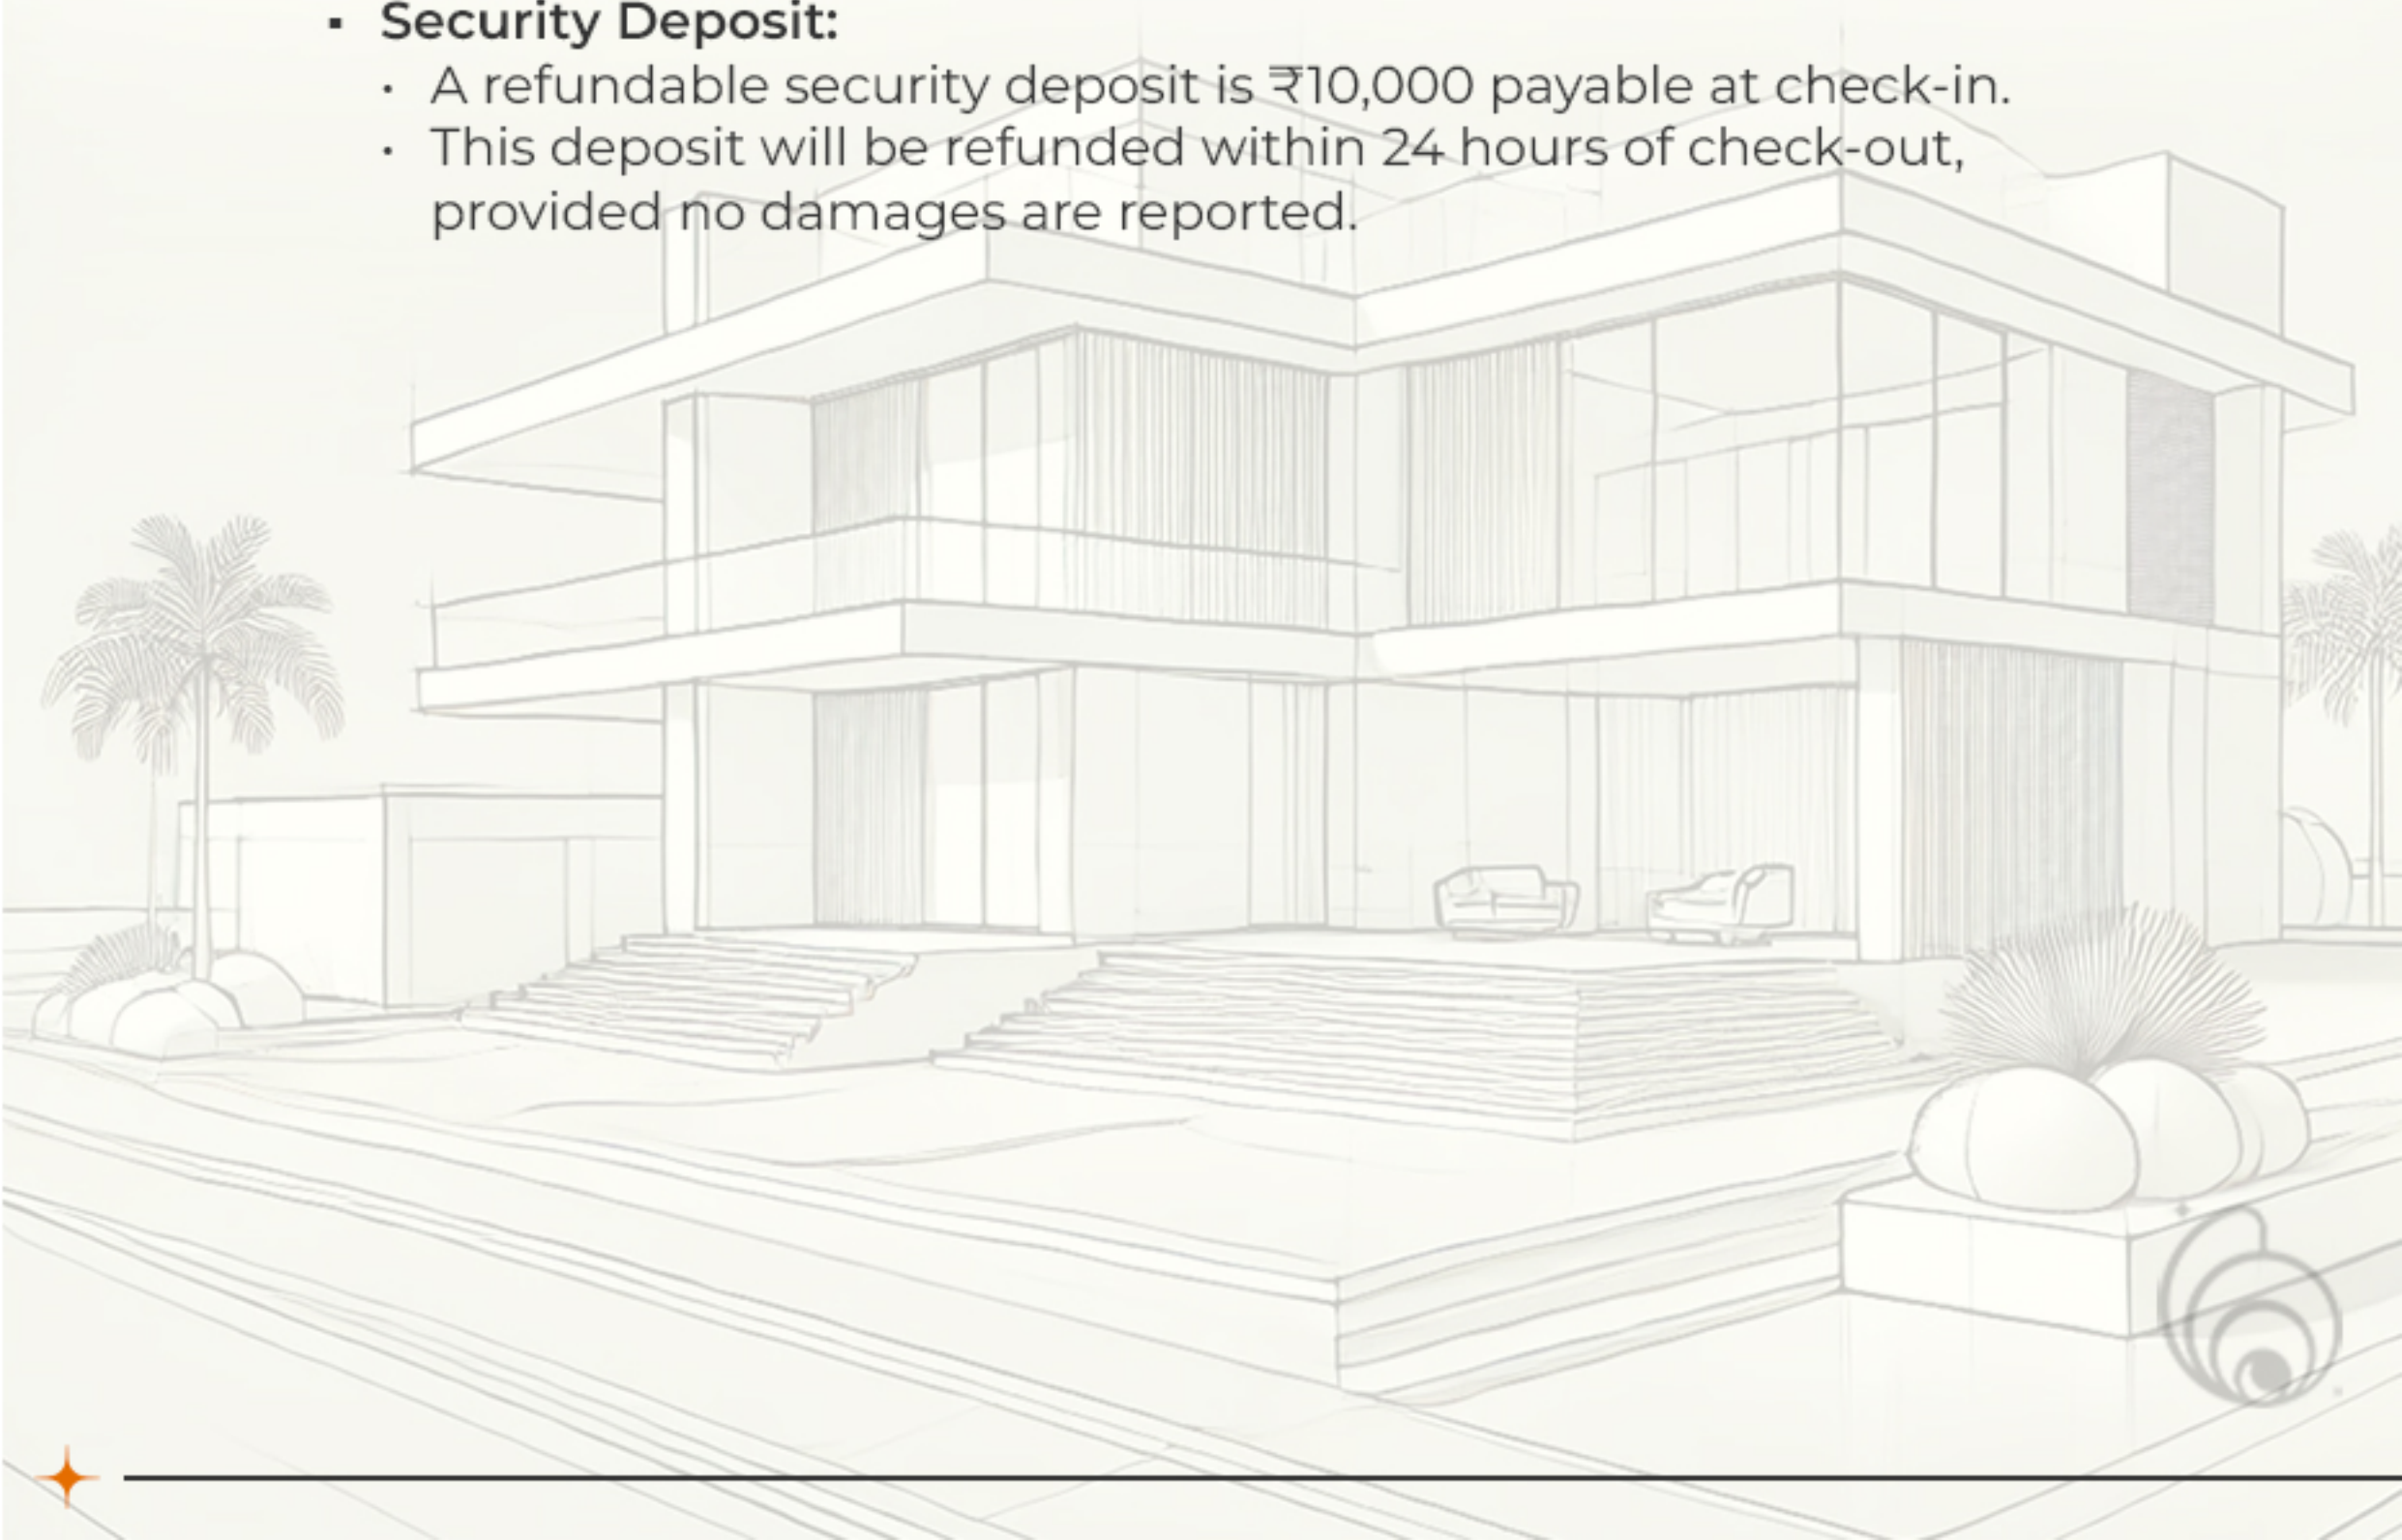 ▪ Security Deposit:
• A refundable security deposit is ₹10,000 payable at check-in.
• This deposit will be refunded within 24 hours of check-out,
provided no damages are reported.